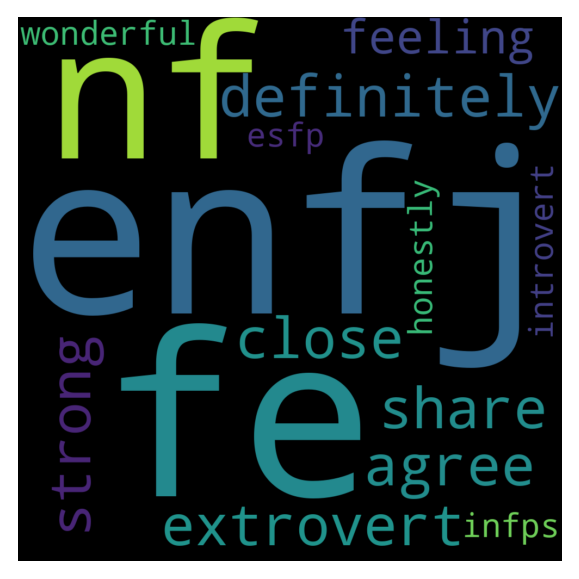 wonderful
feeling
nf
definitely
esfp
enfj
honestly
introvert
close
strong
fe
share
agree
extrovert
infps